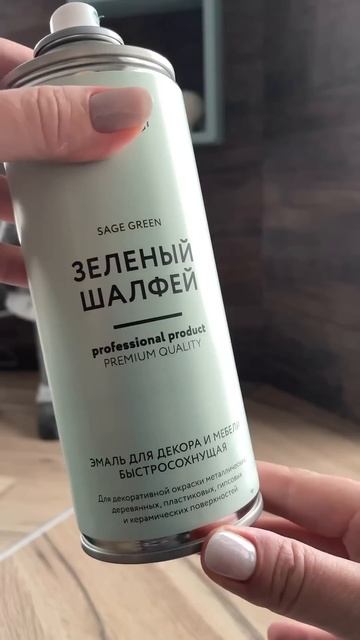 SAGE GREEN
ЗЕЛЕНЫЙ
ШАЛФЕЙ
professional product
PREMIUM QUALITY
ЭМАЛЬ ДЛЯ ДЕКОРА И МЕБЕЛИ
БЫСТРОСОХНУЩАЯ
Для декоративной окраски металлических,
деревянных, пластиковых, гипсовых
и керамических поверхностей